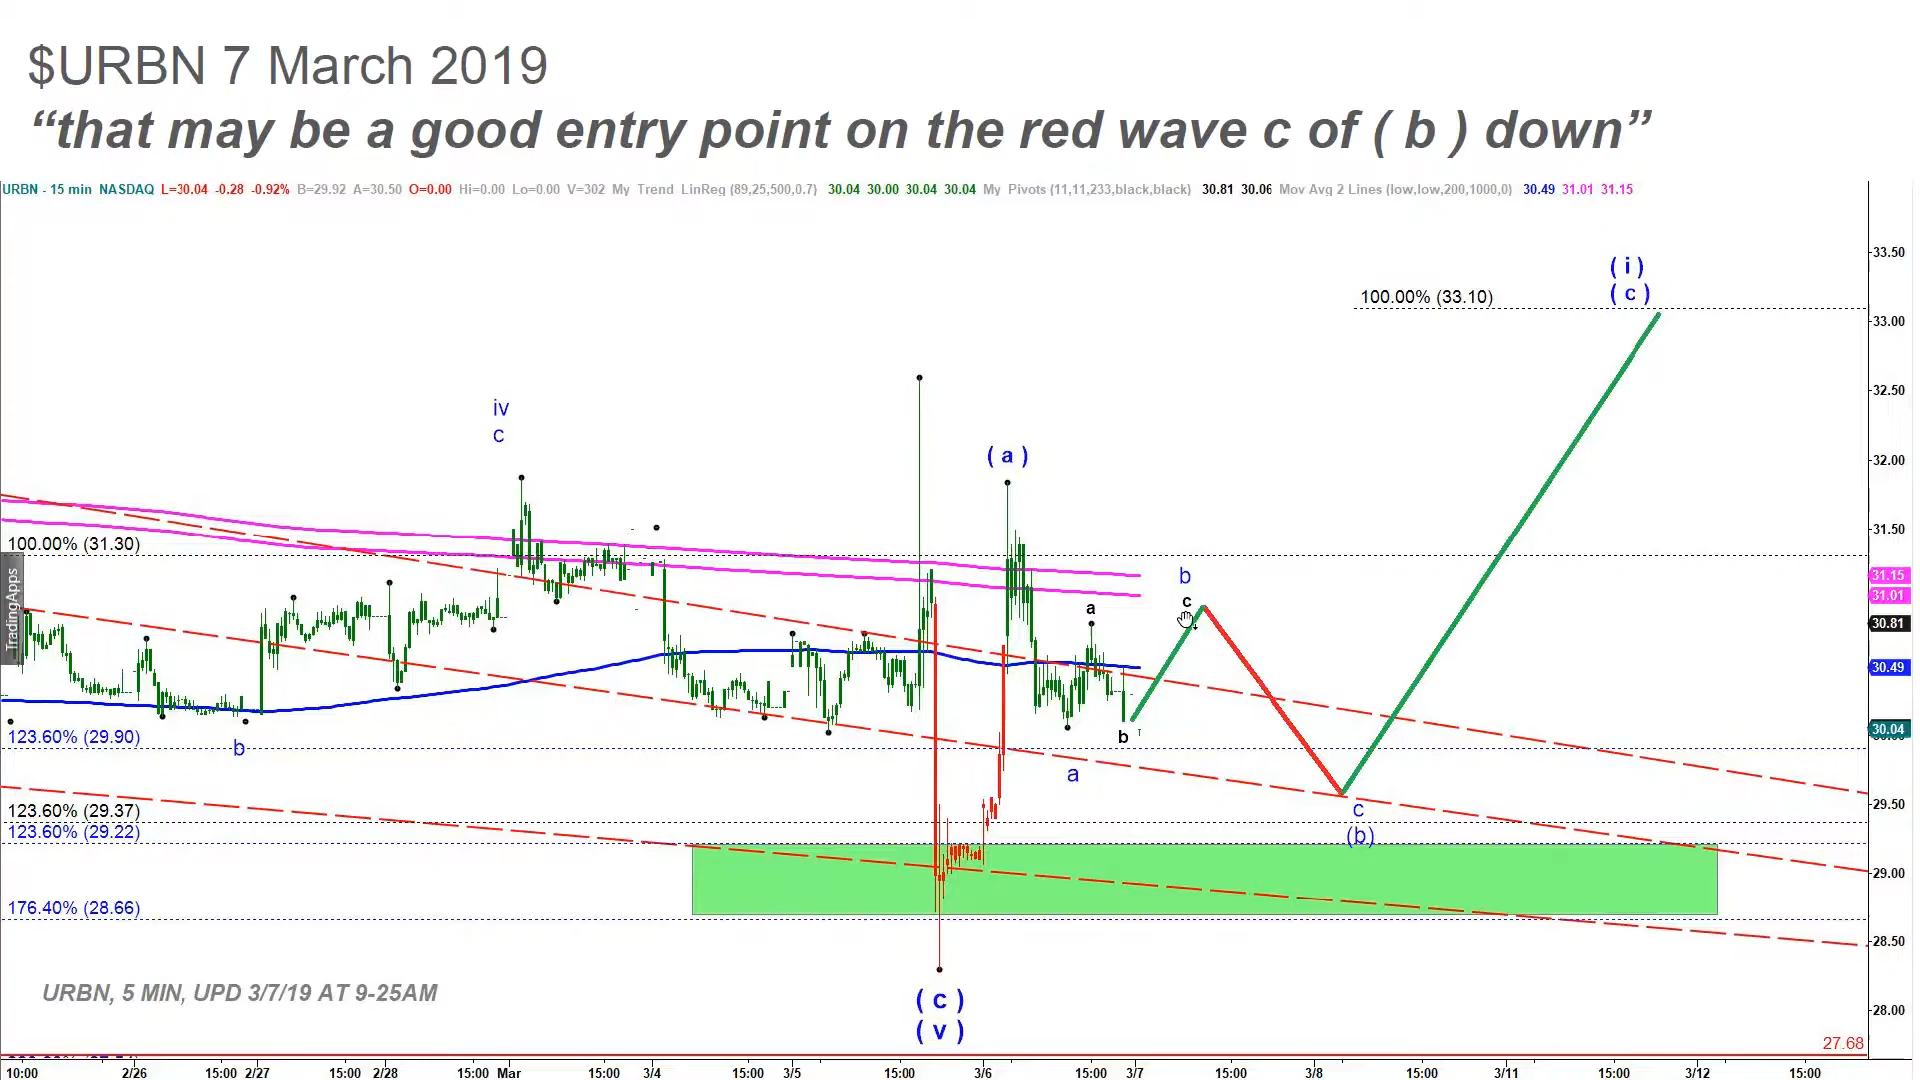 $URBN 7 March 2019
“that may be a good entry point on the red wave c of ( b ) down”
URBN - 15 min NASDAQ L=30.04 -0.28 -0.92% B=29.92 A=30.50 O=0.00 Hi=0.00 Lo=0.00 V=302 My Trend LinReg (89,25,500,0.7) 30.04 30.00 30.04 30.04 My Pivots (11,11,233,black,black) 30.81 30.06 Mov Avg 2 Lines (low,low,200,1000,0) 30.49 31.01 31.15
33.50
( i )
( c )
100.00% (33.10)
33.00
32.50
iv
c
( a )
32.00
31.50
100.00% (31.30)
TradingApps
b
c
a
31.15
31.01
30.81
30.49
30.04
123.60% (29.90)
b
b
a
29.50
123.60% (29.37)
123.60% (29.22)
c
(b)
29.00
176.40% (28.66)
28.50
URBN, 5 MIN, UPD 3/7/19 AT 9-25AM
( c )
( v )
28.00
27.68
10:00 2/26 15:00 2/27 15:00 2/28 15:00 Mar 15:00 3/4 15:00 3/5 15:00 3/6 15:00 3/7 15:00 3/8 15:00 3/11 15:00 3/12 15:00